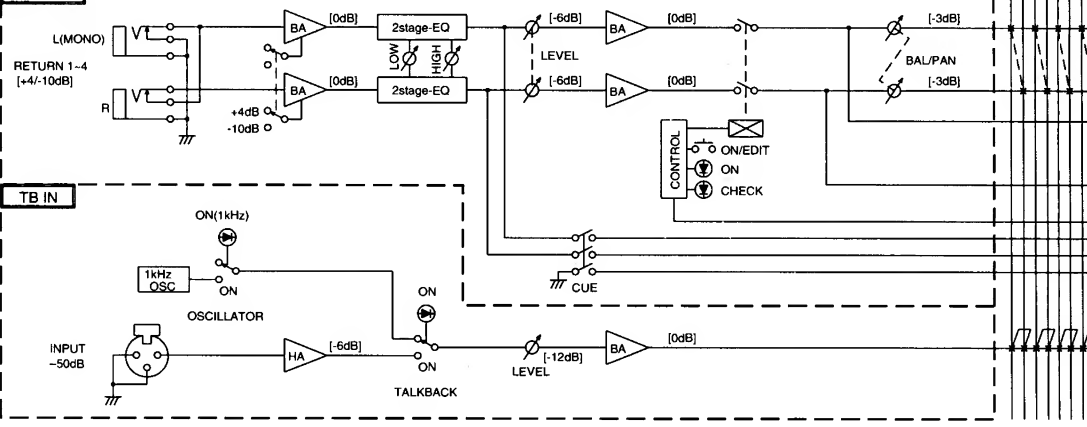 L(MONO)
RETURN 1~4
[+4/-10dB]
R
BA
[0dB]
2stage-EQ
LOW
HIGH
BA
[0dB]
2stage-EQ
+4dB
-10dB
[-6dB]
LEVEL
[-6dB]
BA
[0dB]
BA
[0dB]
[-3dB]
BAL/PAN
[-3dB]
CONTROL
ON/EDIT
ON
CHECK
CUE
TB IN
ON(1kHz)
1kHz
OSC
ON
OSCILLATOR
INPUT
-50dB
HA
[-6dB]
ON
ON
TALKBACK
LEVEL
[-12dB]
BA
[0dB]